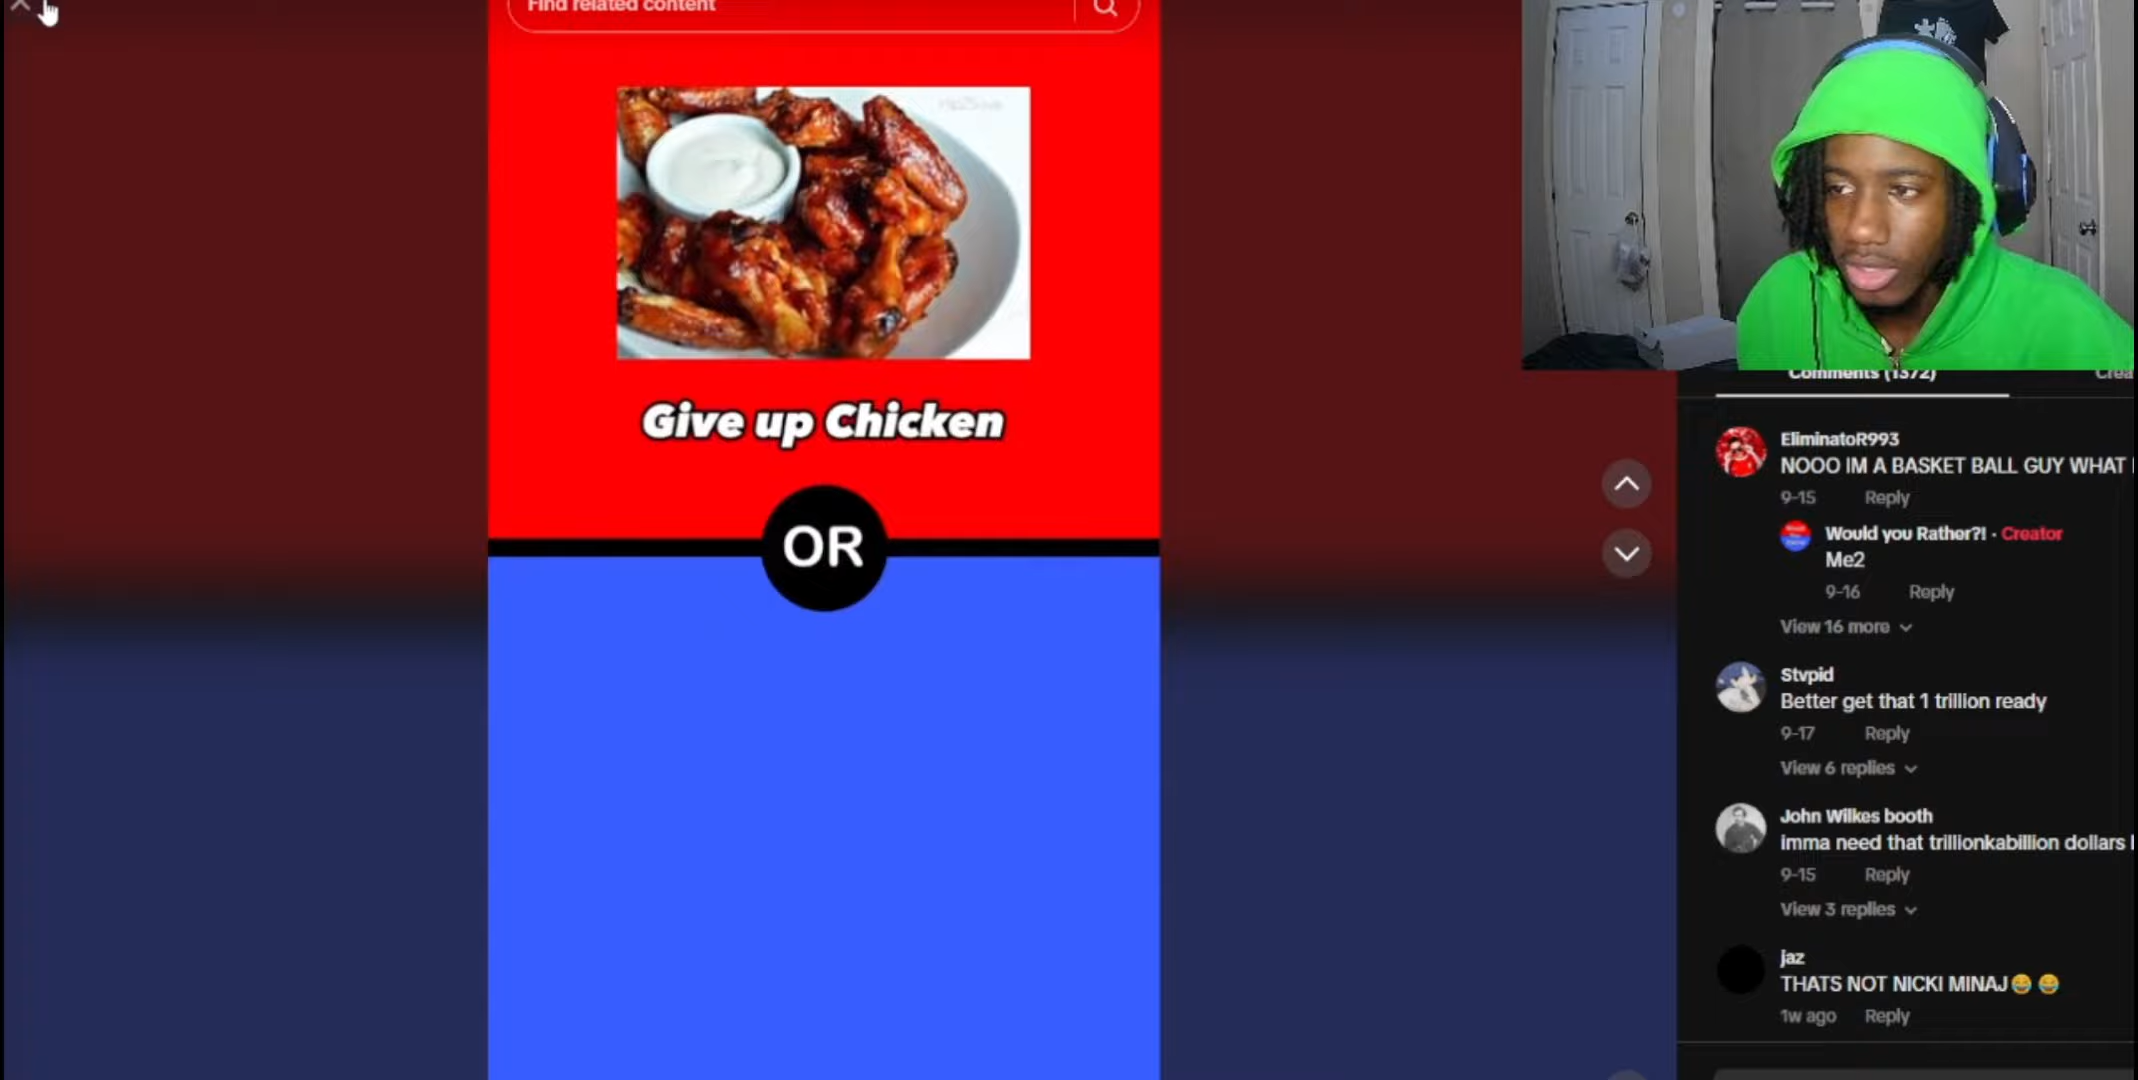 Find related content
Give up Chicken
OR
Comments (1372)
EliminatoR993
NOOO IM A BASKET BALL GUY WHAT
9-15 Reply
Would you Rather?! · Creator
Me2
9-16 Reply
View 16 more
Stvpid
Better get that 1 trillion ready
9-17 Reply
View 6 replies
John Wilkes booth
imma need that trillionkabillion dollars
9-15 Reply
View 3 replies
jaz
THATS NOT NICKI MINAJ😂 😂
1w ago Reply